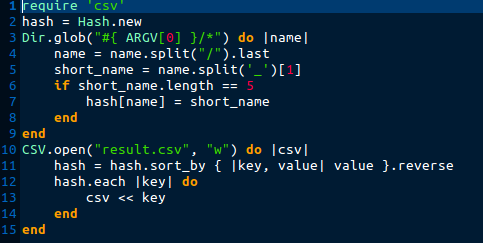 1 require 'csv'
2 hash = Hash.new
3 Dir.glob("#{ ARGV[0] }/*") do |name|
4     name = name.split("/").last
5     short_name = name.split('_')[1]
6     if short_name.length == 5
7         hash[name] = short_name
8     end
9 end
10 CSV.open("result.csv", "w") do |csv|
11     hash = hash.sort_by { |key, value| value }.reverse
12     hash.each |key| do
13         csv << key
14     end
15 end